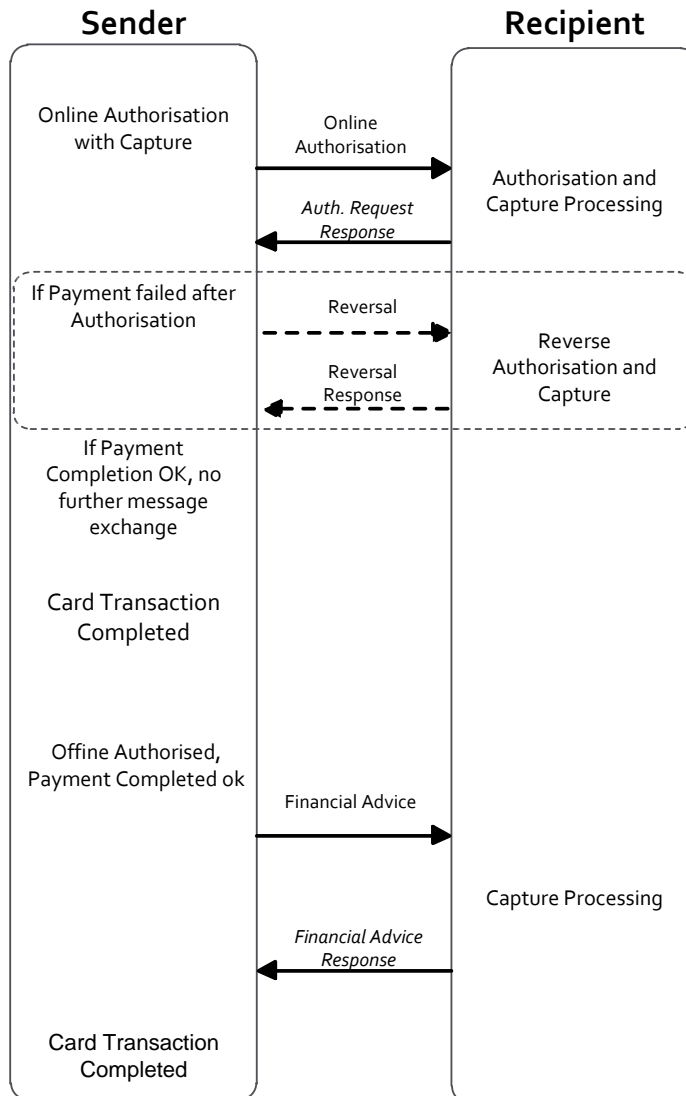 Sender
Recipient
Online Authorisation
with Capture
Online
Authorisation
Authorisation and
Capture Processing
Auth. Request
Response
If Payment failed after
Authorisation
Reversal
Reverse
Authorisation and
Capture
Reversal
Response
If Payment
Completion OK, no
further message
exchange
Card Transaction
Completed
Offine Authorised,
Payment Completed ok
Financial Advice
Capture Processing
Financial Advice
Response
Card Transaction
Completed